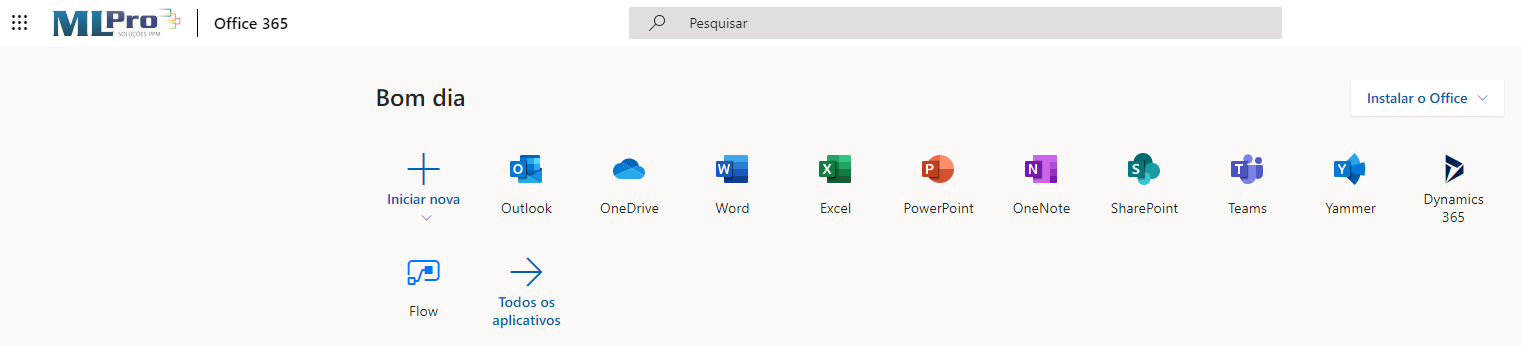 MLPro
SOLUÇÕES PPM
Office 365
Pesquisar
Bom dia
Instalar o Office
Iniciar nova
Outlook
OneDrive
Word
Excel
PowerPoint
OneNote
SharePoint
Teams
Yammer
Dynamics
365
Flow
Todos os
aplicativos